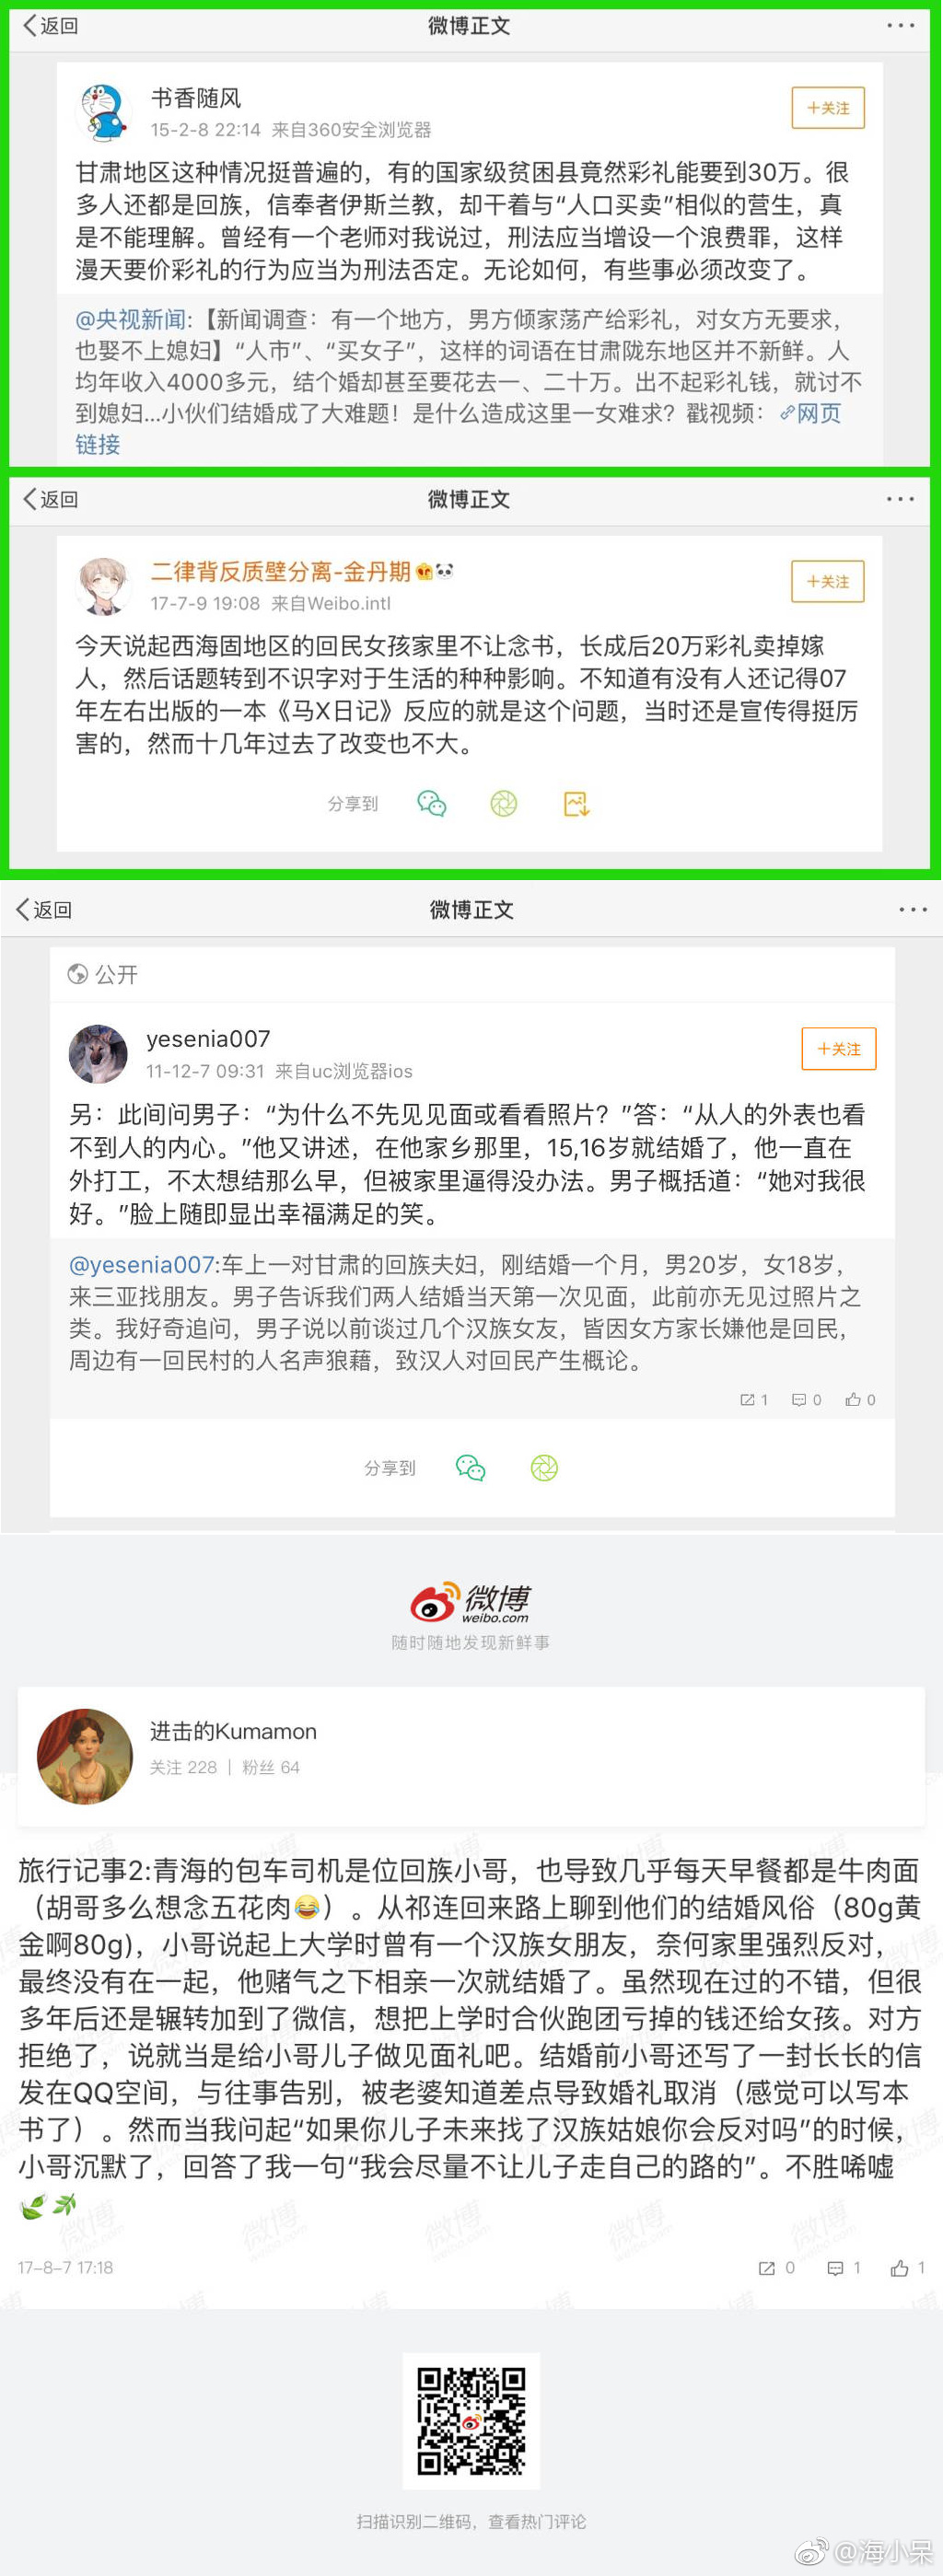 返回
微博正文
书香随风
15-2-8 22:14 来自360安全浏览器
+关注
甘肃地区这种情况挺普遍的，有的国家级贫困县竟然彩礼能要到30万。很
多人还都是回族，信奉者伊斯兰教，却干着与“人口买卖”相似的营生，真
是不能理解。曾经有一个老师对我说过，刑法应当增设一个浪费罪，这样
漫天要价彩礼的行为应当为刑法否定。无论如何，有些事必须改变了。
@央视新闻:【新闻调查：有一个地方，男方倾家荡产给彩礼，对女方无要求，
也娶不上媳妇】“人市”、“买女子”，这样的词语在甘肃陇东地区并不新鲜。人
均年收入4000多元，结个婚却甚至要花去一、二十万。出不起彩礼钱，就讨不
到媳妇...小伙们结婚成了大难题！是什么造成这里一女难求？戳视频：网页
链接
返回
微博正文
二律背反质壁分离-金丹期
17-7-9 19:08 来自Weibo.intl
+关注
今天说起西海固地区的回民女孩家里不让念书，长成后20万彩礼卖掉嫁
人，然后话题转到不识字对于生活的种种影响。不知道有没有人还记得07
年左右出版的一本《马X日记》反应的就是这个问题，当时还是宣传得挺厉
害的，然而十几年过去了改变也不大。
分享到
返回
微博正文
公开
yesenia007
11-12-7 09:31 来自uc浏览器ios
+关注
另：此间问男子：“为什么不先见见面或看看照片？”答：“从人的外表也看
不到人的内心。”他又讲述，在他家乡那里，15,16岁就结婚了，他一直在
外打工，不太想结那么早，但被家里逼得没办法。男子概括道：“她对我很
好。”脸上随即显出幸福满足的笑。
@yesenia007:车上一对甘肃的回族夫妇，刚结婚一个月，男20岁，女18岁，
来三亚找朋友。男子告诉我们两人结婚当天第一次见面，此前亦无见过照片之
类。我好奇追问，男子说以前谈过几个汉族女友，皆因女方家长嫌他是回民，
周边有一回民村的人名声狼藉，致汉人对回民产生概论。
1 0 0
分享到
微博
weibo.com
随时随地发现新鲜事
进击的Kumamon
关注 228 | 粉丝 64
旅行记事2:青海的包车司机是位回族小哥，也导致几乎每天早餐都是牛肉面
（胡哥多么想念五花肉😂）。从祁连回来路上聊到他们的结婚风俗（80g黄
金啊80g)，小哥说起上大学时曾有一个汉族女朋友，奈何家里强烈反对，
最终没有在一起，他赌气之下相亲一次就结婚了。虽然现在过的不错，但很
多年后还是辗转加到了微信，想把上学时合伙跑团亏掉的钱还给女孩。对方
拒绝了，说就当是给小哥儿子做见面礼吧。结婚前小哥还写了一封长长的信
发在QQ空间，与往事告别，被老婆知道差点导致婚礼取消（感觉可以写本
书了）。然而当我问起“如果你儿子未来找了汉族姑娘你会反对吗”的时候，
小哥沉默了，回答了我一句“我会尽量不让儿子走自己的路的”。不胜唏嘘
17-8-7 17:18
0 1 1
扫描识别二维码，查看热门评论
@海小呆